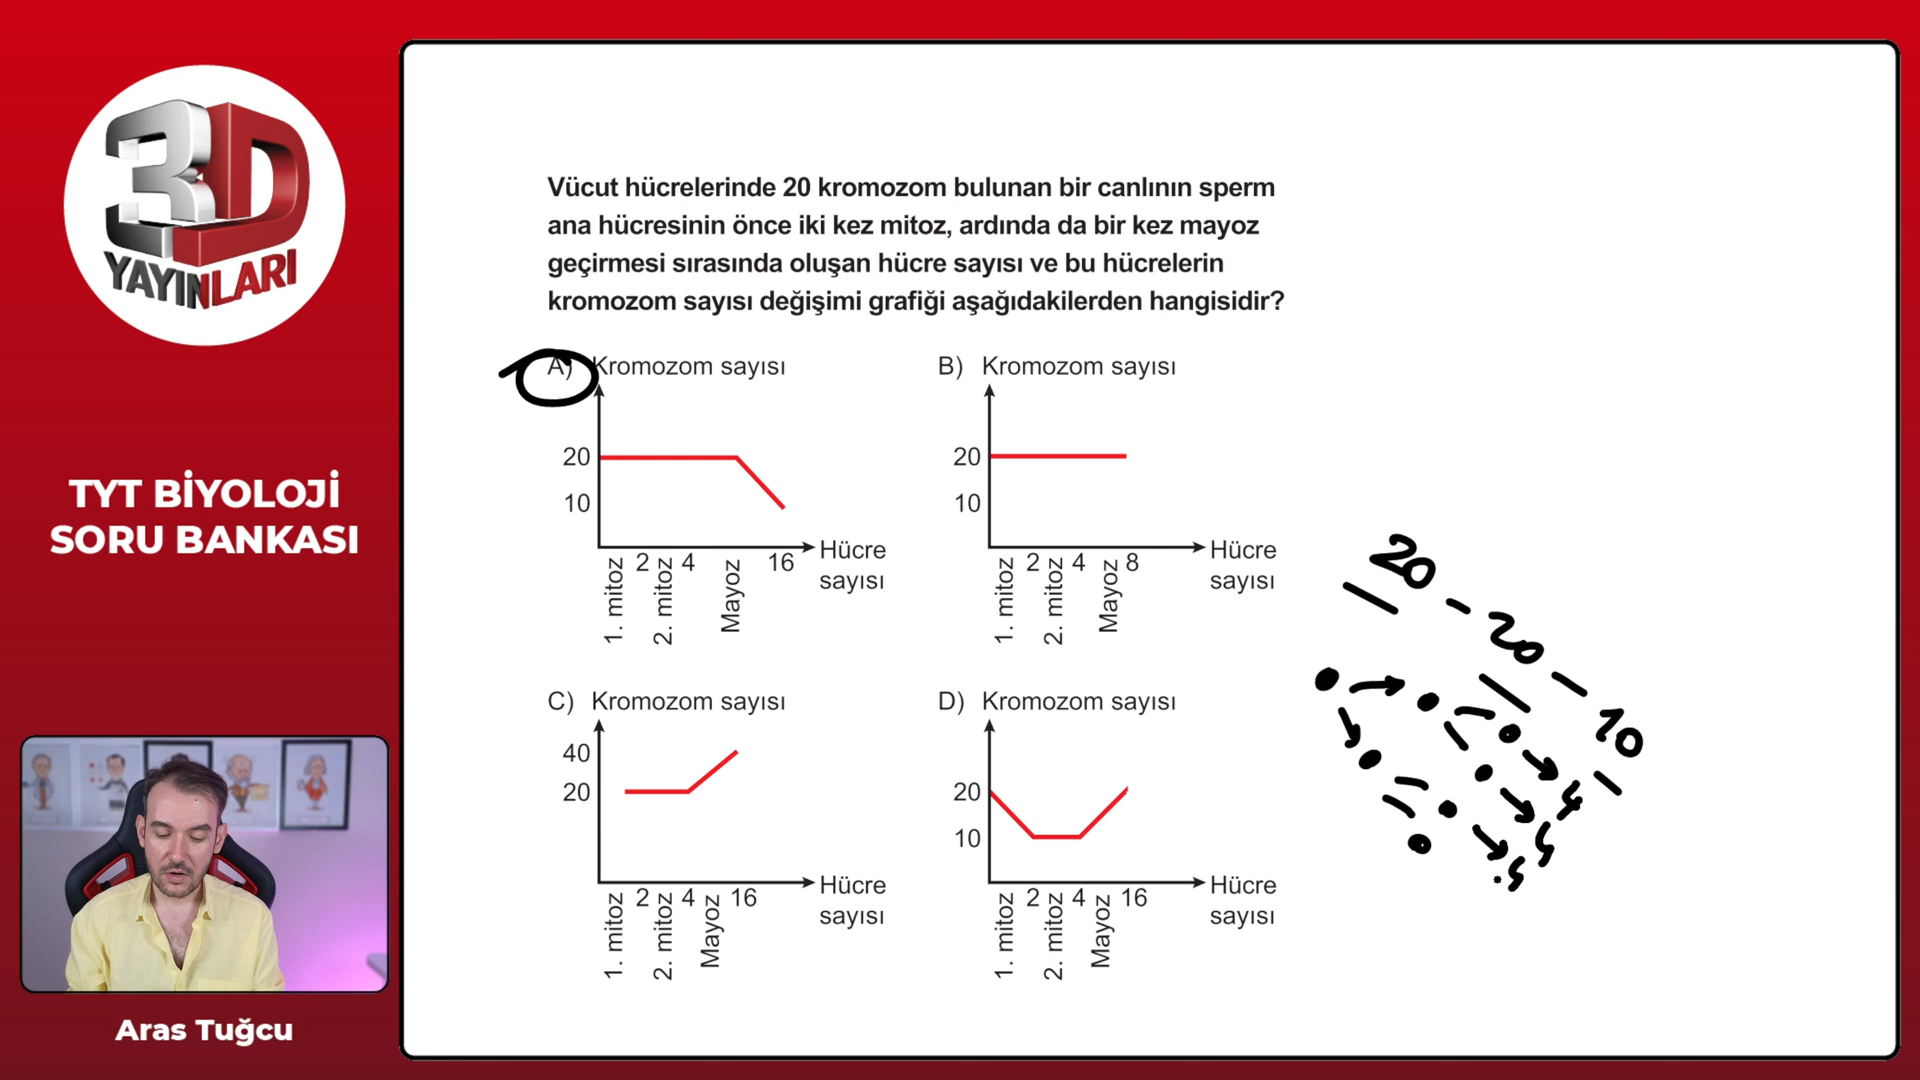 3D
YAYINLARI
TYT BİYOLOJİ
SORU BANKASI
Aras Tuğcu
Vücut hücrelerinde 20 kromozom bulunan bir canlının sperm
ana hücresinin önce iki kez mitoz, ardında da bir kez mayoz
geçirmesi sırasında oluşan hücre sayısı ve bu hücrelerin
kromozom sayısı değişimi grafiği aşağıdakilerden hangisidir?
A) Kromozom sayısı
20
10
1. mitoz 2 2. mitoz 4 Mayoz 16
Hücre
sayısı
B) Kromozom sayısı
20
10
1. mitoz 2 2. mitoz 4 Mayoz 8
Hücre
sayısı
C) Kromozom sayısı
40
20
1. mitoz 2 2. mitoz 4 Mayoz 16
Hücre
sayısı
D) Kromozom sayısı
20
10
1. mitoz 2 2. mitoz 4 Mayoz 16
Hücre
sayısı
20 - 20 - 10
4